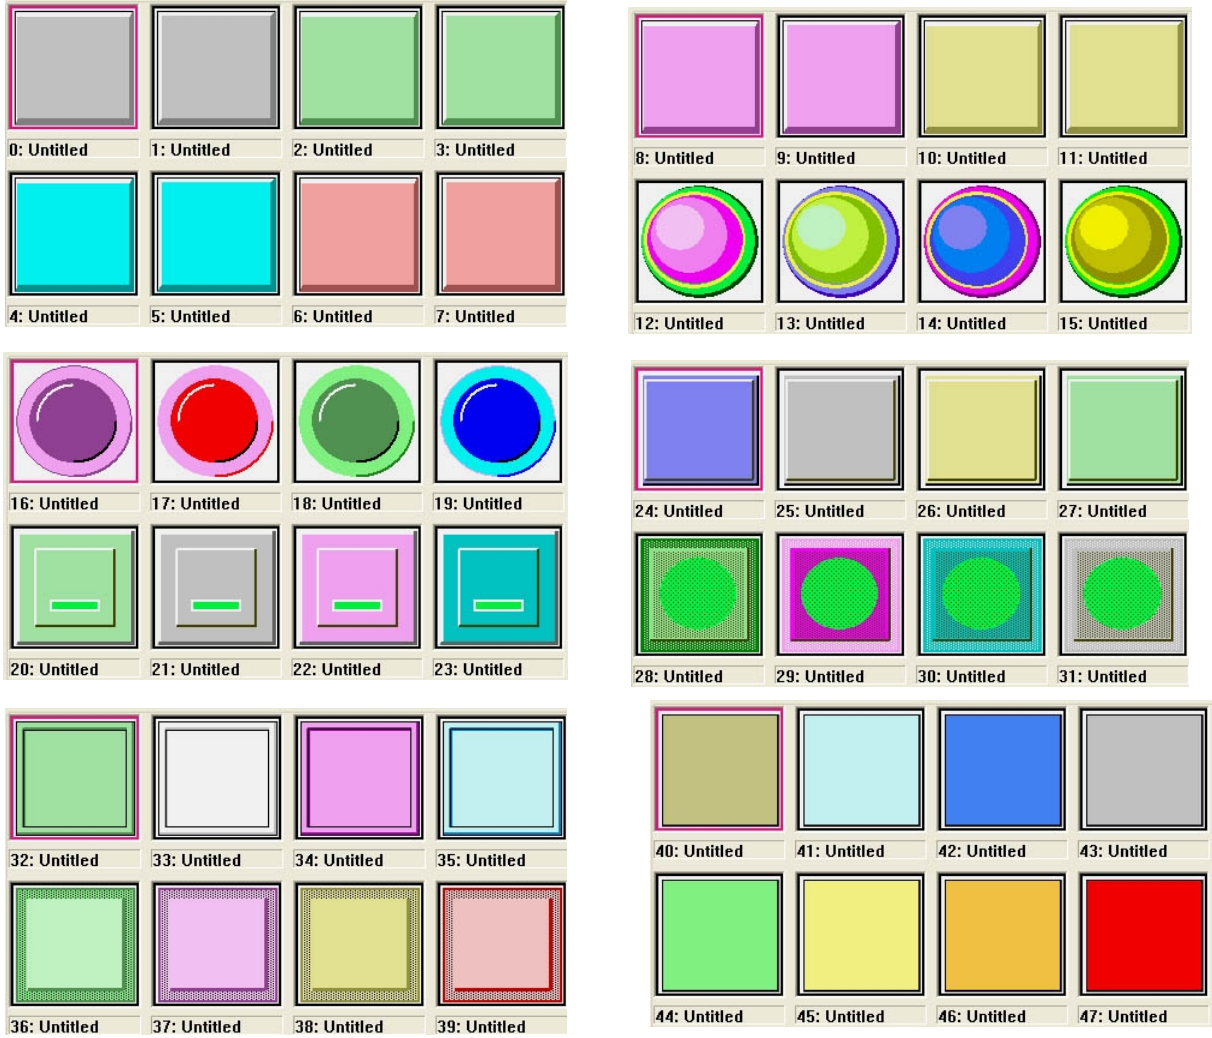 0: Untitled 1: Untitled 2: Untitled 3: Untitled
4: Untitled 5: Untitled 6: Untitled 7: Untitled
8: Untitled 9: Untitled 10: Untitled 11: Untitled
12: Untitled 13: Untitled 14: Untitled 15: Untitled
16: Untitled 17: Untitled 18: Untitled 19: Untitled
20: Untitled 21: Untitled 22: Untitled 23: Untitled
24: Untitled 25: Untitled 26: Untitled 27: Untitled
28: Untitled 29: Untitled 30: Untitled 31: Untitled
32: Untitled 33: Untitled 34: Untitled 35: Untitled
36: Untitled 37: Untitled 38: Untitled 39: Untitled
40: Untitled 41: Untitled 42: Untitled 43: Untitled
44: Untitled 45: Untitled 46: Untitled 47: Untitled